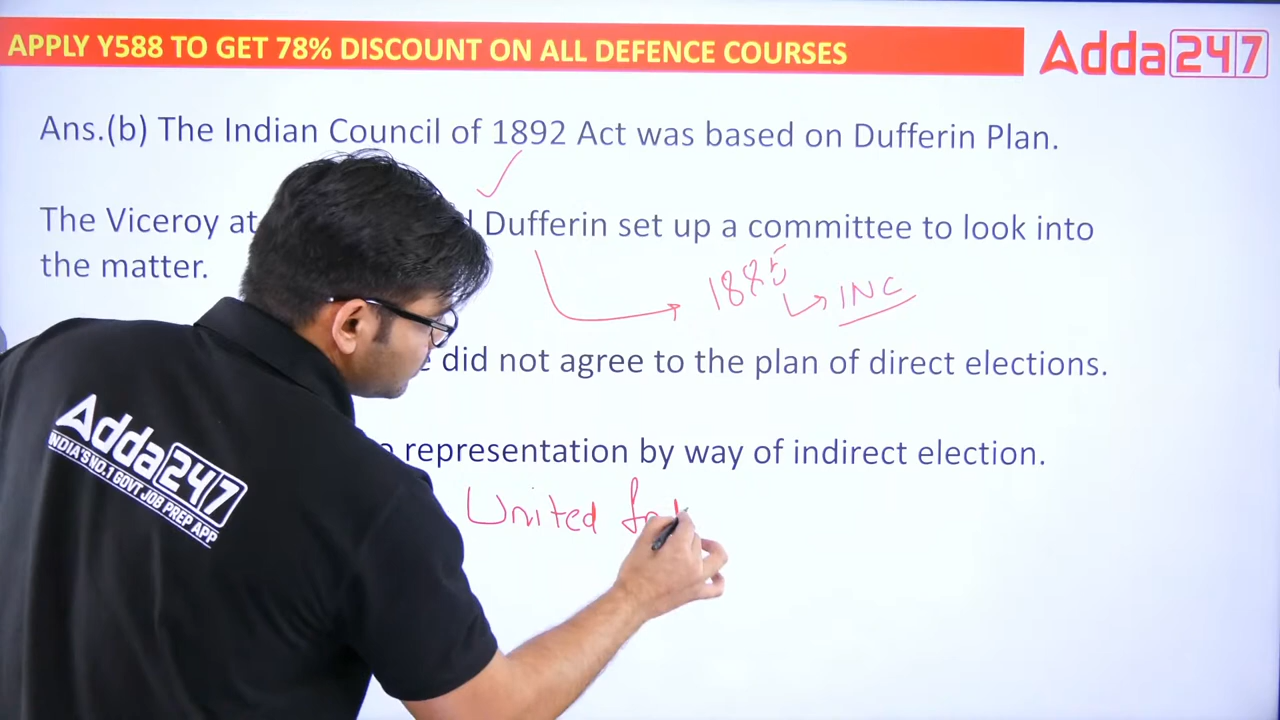 APPLY Y588 TO GET 78% DISCOUNT ON ALL DEFENCE COURSES
Adda247
Ans.(b) The Indian Council of 1892 Act was based on Dufferin Plan.
The Viceroy at Dufferin set up a committee to look into
the matter.
1885
INC
did not agree to the plan of direct elections.
representation by way of indirect election.
United
Adda247
INDIA'S NO.1 GOVT JOB PREP APP